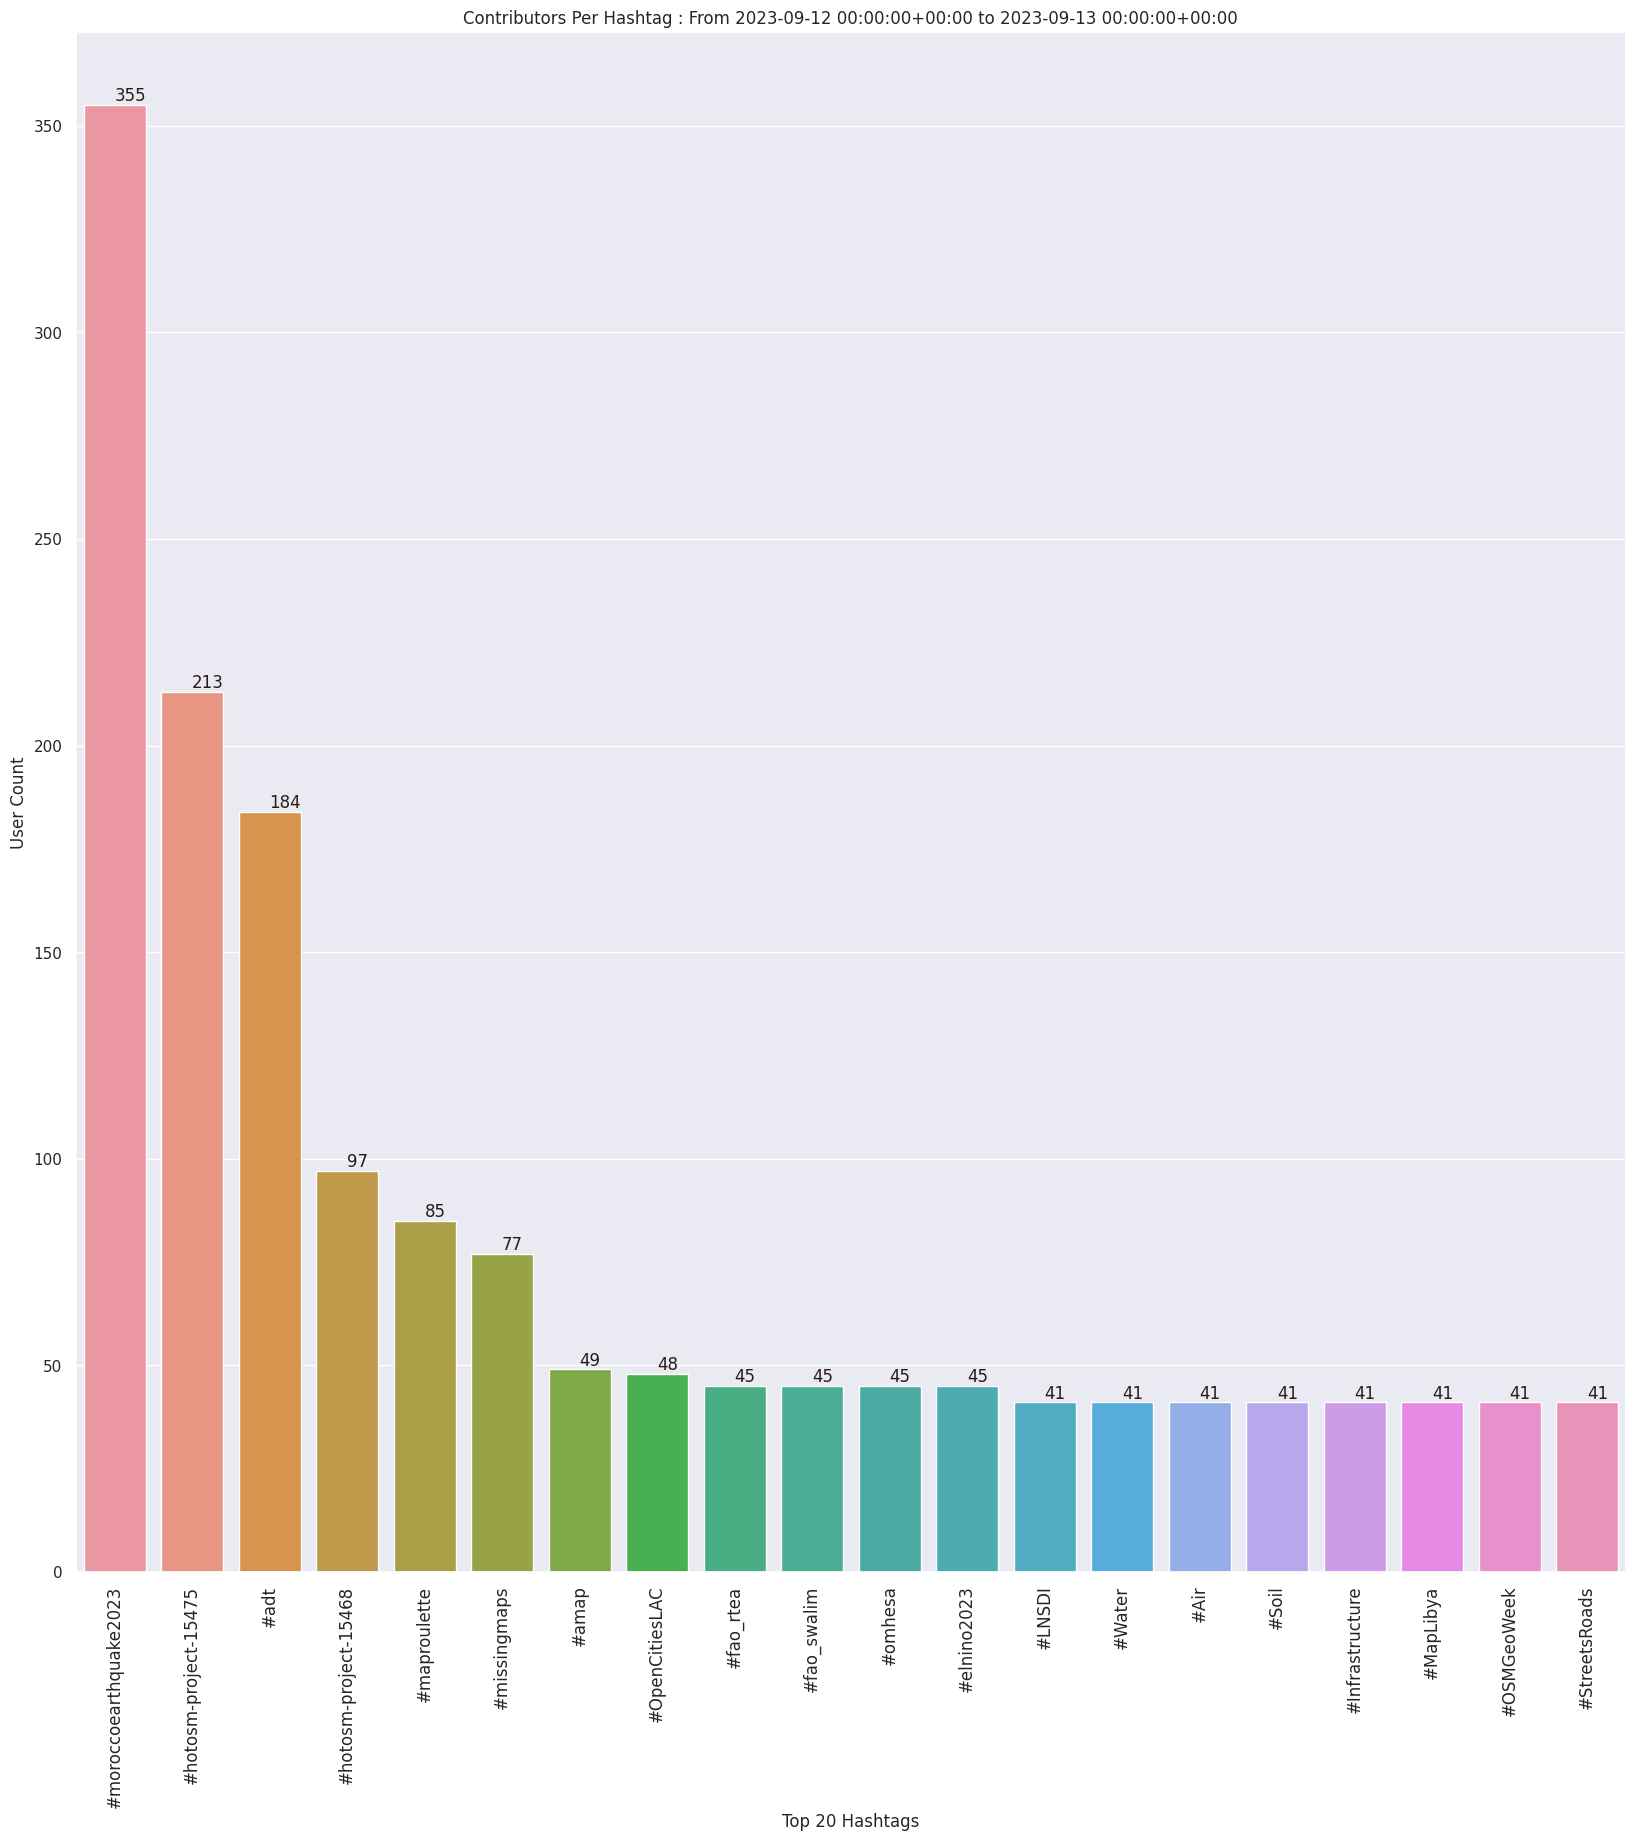 Contributors Per Hashtag : From 2023-09-12 00:00:00+00:00 to 2023-09-13 00:00:00+00:00
User Count
350
300
250
200
150
100
50
0
355
213
184
97
85
77
49
48
45
45
45
45
41
41
41
41
41
41
41
41
#moroccoearthquake2023
#hotosm-project-15475
#adt
#hotosm-project-15468
#maproulette
#missingmaps
#amap
#OpenCitiesLAC
#fao_rtea
#fao_swalim
#omhesa
#elnino2023
#LNSDI
#Water
#Air
#Soil
#Infrastructure
#MapLibya
#OSMGeoWeek
#StreetsRoads
Top 20 Hashtags